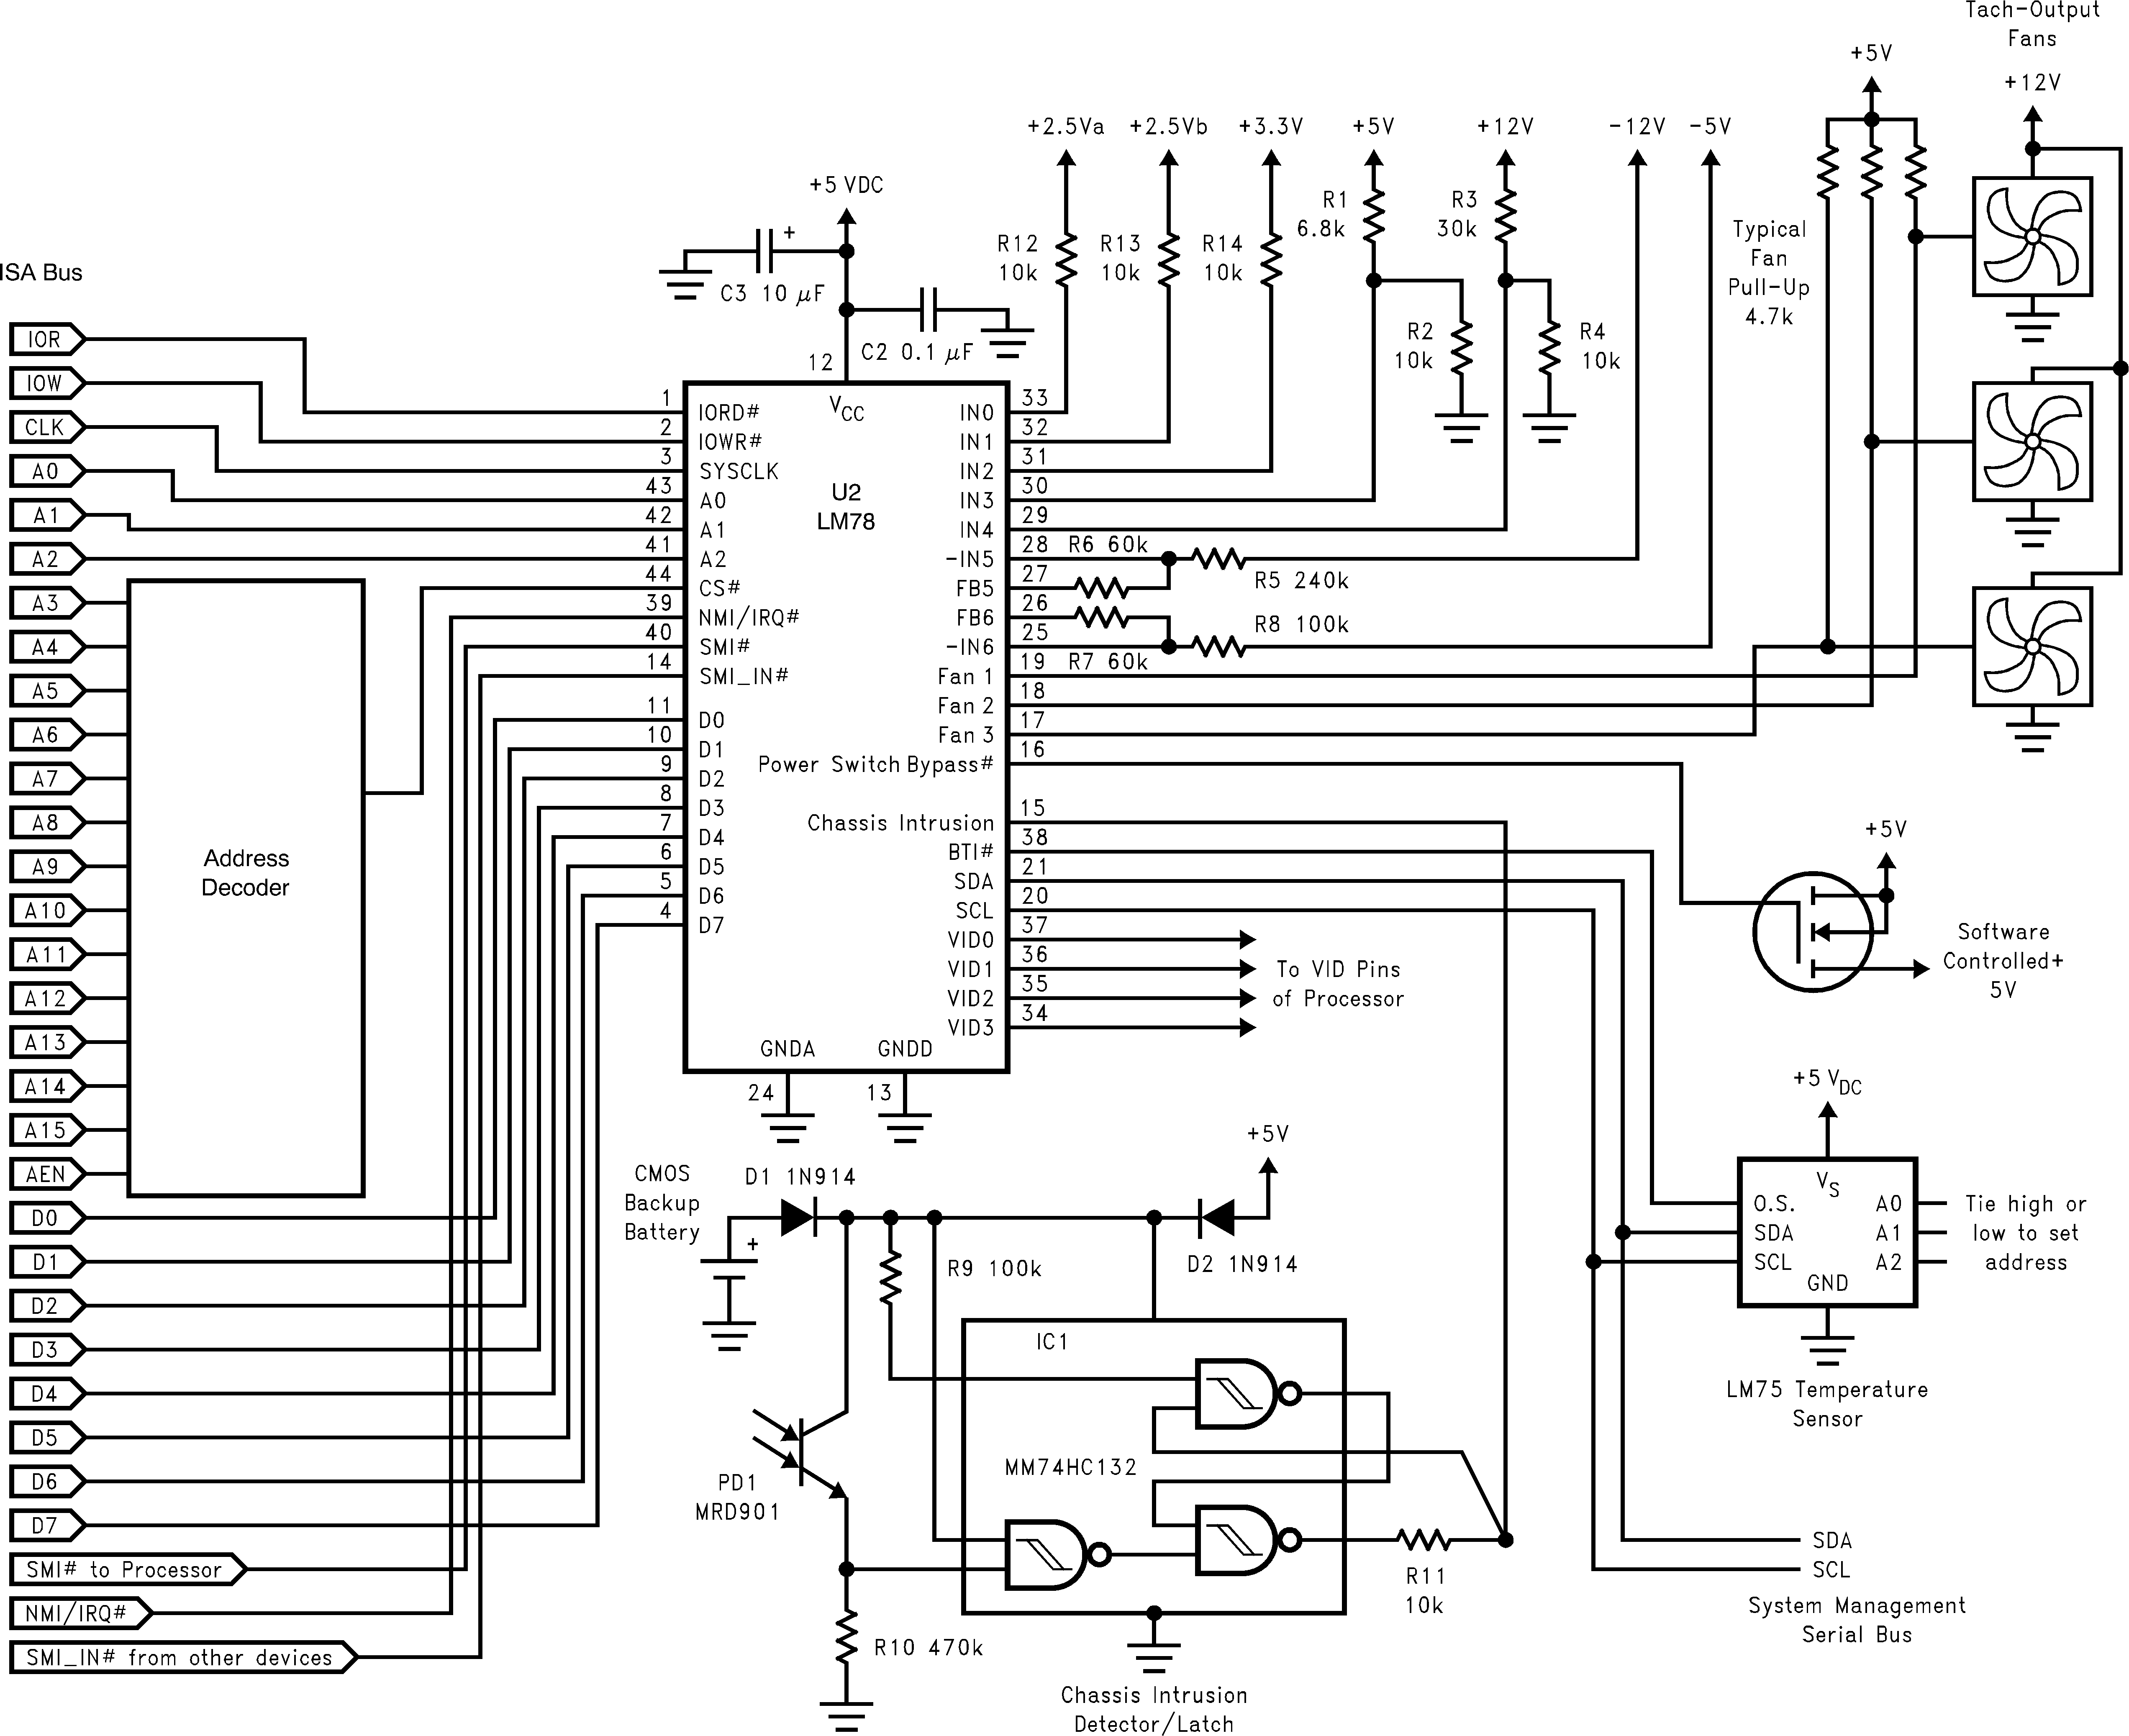 Tach-Output
Fans
+5V
+12V
+2.5Va
+2.5Vb
+3.3V
+5V
+12V
-12V
-5V
+5 VDC
R1
6.8k
R3
30k
R12
10k
R13
10k
R14
10k
Typical
Fan
Pull-Up
4.7k
ISA Bus
+
C3 10 μF
R2
10k
R4
10k
C2 0.1 μF
12
IOR
IOW
CLK
A0
A1
A2
A3
A4
A5
A6
A7
A8
A9
A10
A11
A12
A13
A14
A15
AEN
D0
D1
D2
D3
D4
D5
D6
D7
SMI# to Processor
NMI/IRQ#
SMI_IN# from other devices
Address
Decoder
VCC
U2
LM78
1 IORD#
2 IOWR#
3 SYSCLK
43 A0
42 A1
41 A2
44 CS#
39 NMI/IRQ#
40 SMI#
14 SMI_IN#
11 D0
10 D1
9 D2
8 D3
7 D4
6 D5
5 D6
4 D7
IN0 33
IN1 32
IN2 31
IN3 30
IN4 29
-IN5 28
FB5 27
FB6 26
-IN6 25
Fan 1 19
Fan 2 18
Fan 3 17
Power Switch Bypass# 16
Chassis Intrusion 15
BTI# 38
SDA 21
SCL 20
VID0 37
VID1 36
VID2 35
VID3 34
GNDA
GNDD
24
13
R6 60k
R5 240k
R8 100k
R7 60k
To VID Pins
of Processor
+5V
Software
Controlled+
5V
+5 VDC
VS
O.S.
SDA
SCL
A0
A1
A2
GND
Tie high or
low to set
address
LM75 Temperature
Sensor
CMOS
Backup
Battery
+
D1 1N914
+5V
D2 1N914
R9 100k
IC1
MM74HC132
PD1
MRD901
R11
10k
R10 470k
Chassis Intrusion
Detector/Latch
SDA
SCL
System Management
Serial Bus